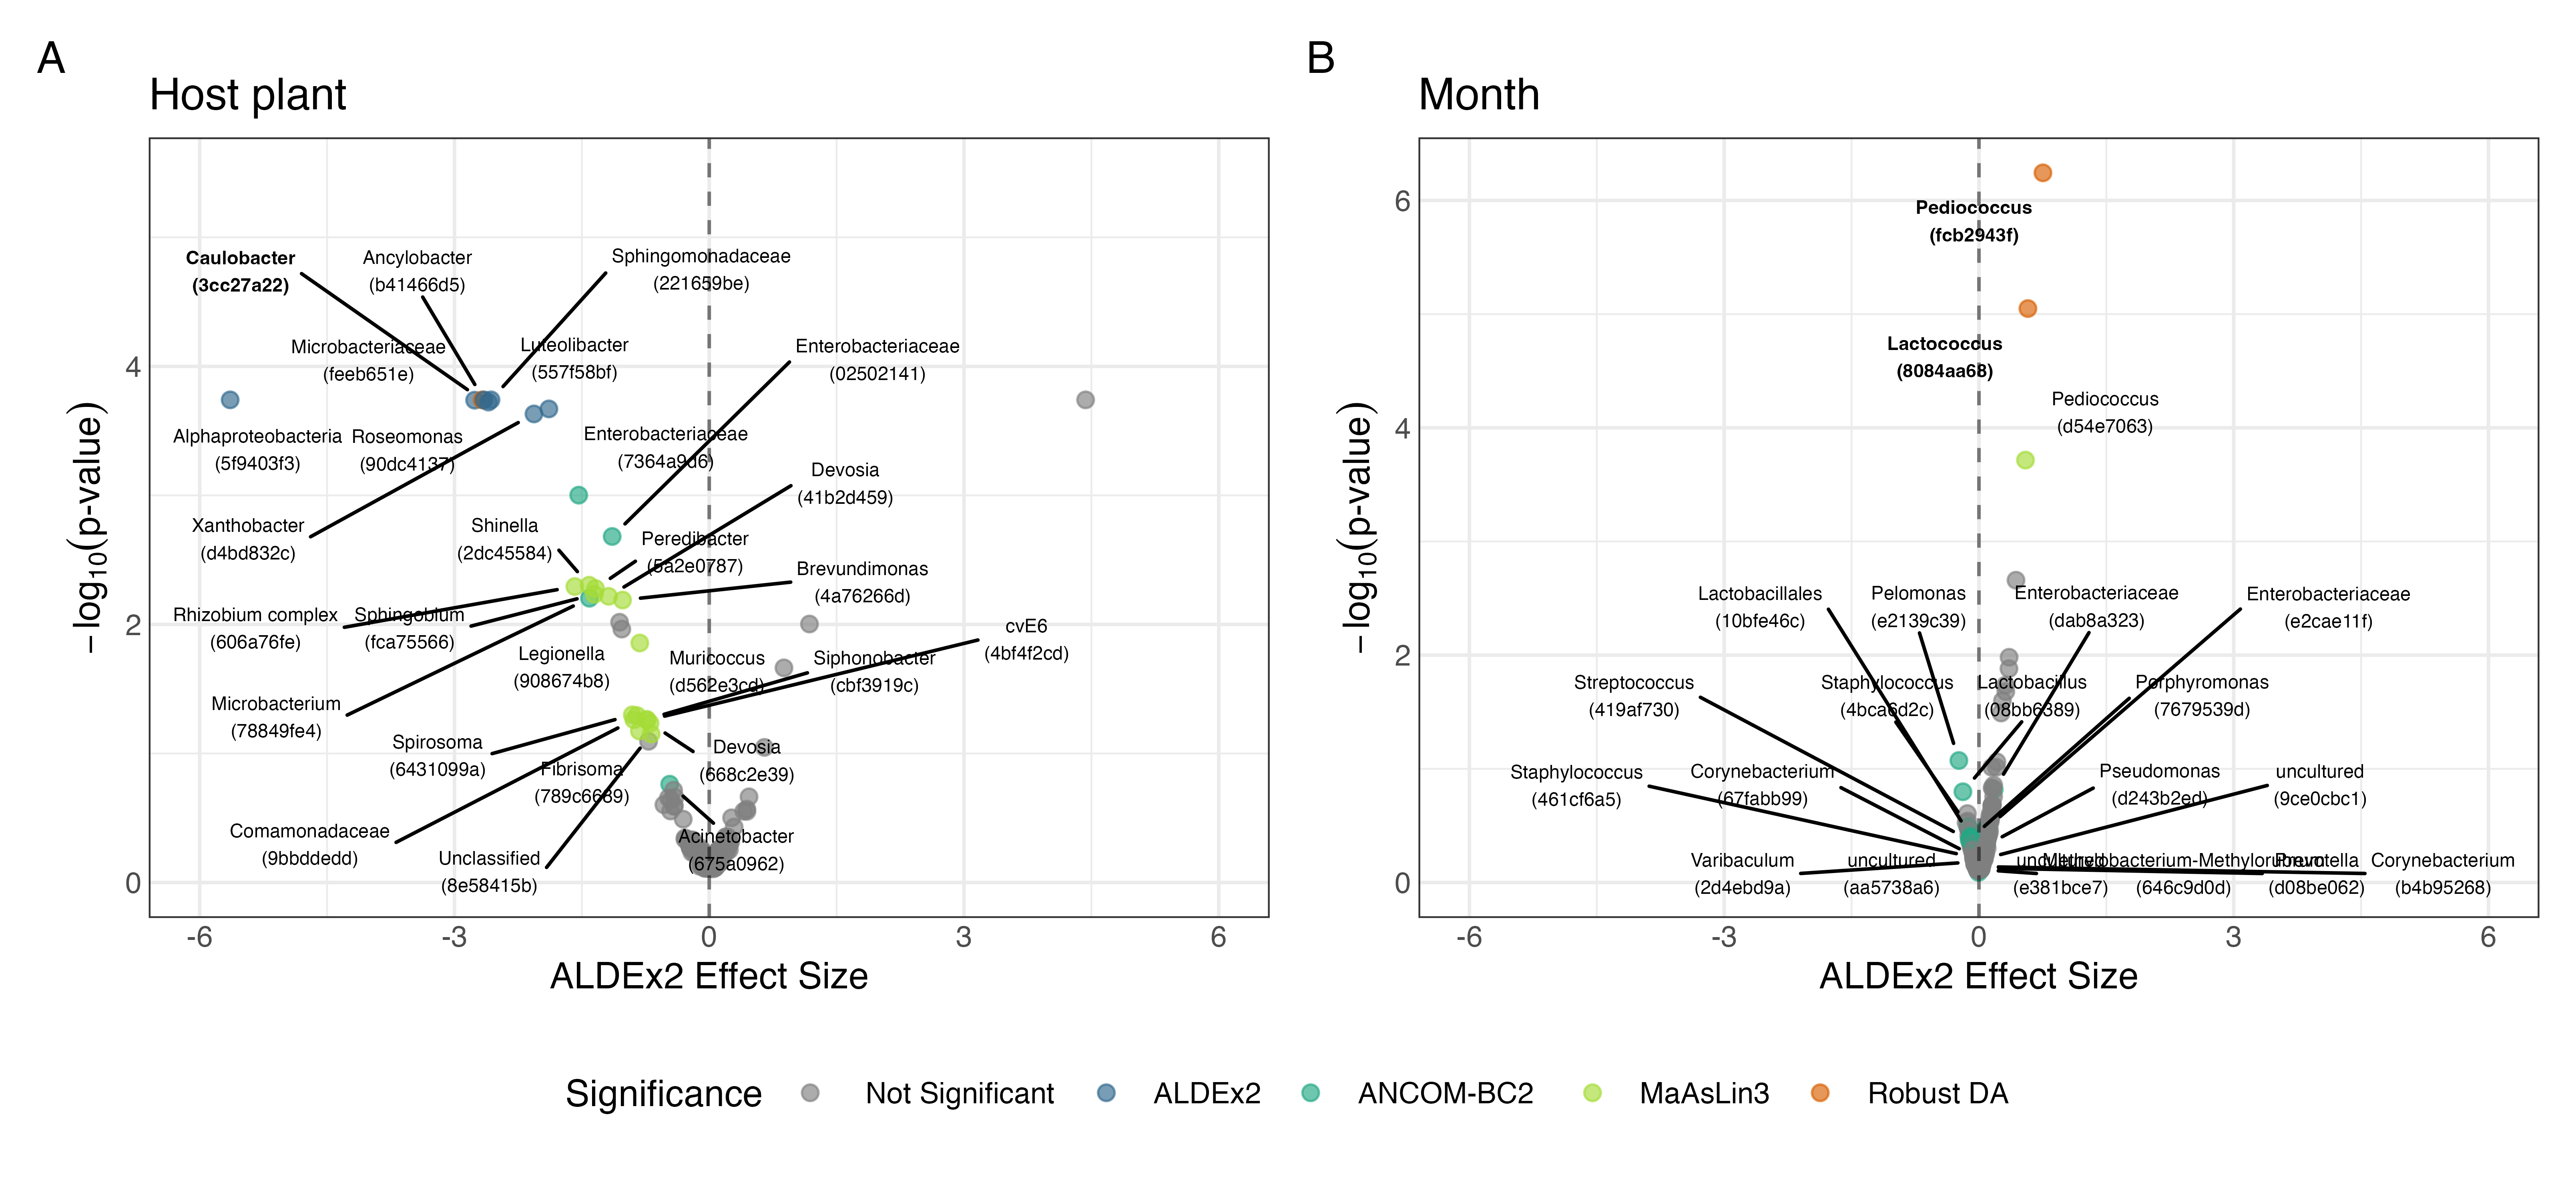 A
Host plant
Caulobacter
(3cc27a22)
Ancylobacter
(b41466d5)
Sphingomonadaceae
(221659be)
Microbacteriaceae
(feeb651e)
Luteolibacter
(557f58bf)
Enterobacteriaceae
(02502141)
Alphaproteobacteria
(5f9403f3)
Roseomonas
(90dc4137)
Enterobacteriaceae
(7364a9d6)
Devosia
(41b2d459)
Xanthobacter
(d4bd832c)
Shinella
(2dc45584)
Peredibacter
(5a2e0787)
Brevundimonas
(4a76266d)
Rhizobium complex
(606a76fe)
Sphingobium
(fca75566)
cvE6
(4bf4f2cd)
Legionella
(908674b8)
Muricoccus
(d562e3cd)
Siphonobacter
(cbf3919c)
Microbacterium
(78849fe4)
Spirosoma
(6431099a)
Devosia
(668c2e39)
Fibrisoma
(789c6689)
Comamonadaceae
(9bbddedd)
Unclassified
(8e58415b)
Acinetobacter
(675a0962)
4
2
0
−log10(p-value)
-6
-3
0
3
6
ALDEx2 Effect Size
B
Month
Pediococcus
(fcb2943f)
Lactococcus
(8084aa68)
Pediococcus
(d54e7063)
Lactobacillales
(10bfe46c)
Pelomonas
(e2139c39)
Enterobacteriaceae
(dab8a323)
Enterobacteriaceae
(e2cae11f)
Streptococcus
(419af730)
Staphylococcus
(4bca6d2c)
Lactobacillus
(08bb6389)
Porphyromonas
(7679539d)
Staphylococcus
(461cf6a5)
Corynebacterium
(67fabb99)
Pseudomonas
(d243b2ed)
uncultured
(9ce0cbc1)
Varibaculum
(2d4ebd9a)
uncultured
(aa5738a6)
uncultured
(e381bce7)
Methylobacterium-Methylorubrum
(646c9d0d)
Prevotella
(d08be062)
Corynebacterium
(b4b95268)
6
4
2
0
−log10(p-value)
-6
-3
0
3
6
ALDEx2 Effect Size
Significance
Not Significant
ALDEx2
ANCOM-BC2
MaAsLin3
Robust DA